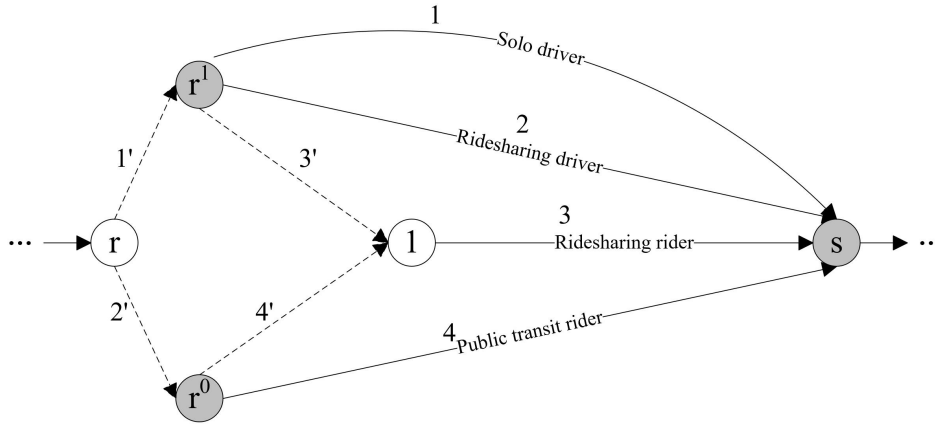 1
Solo driver
r¹
2
Ridesharing driver
1'
3'
3
... r l Ridesharing rider s ..
2'
4'
4
Public transit rider
r⁰